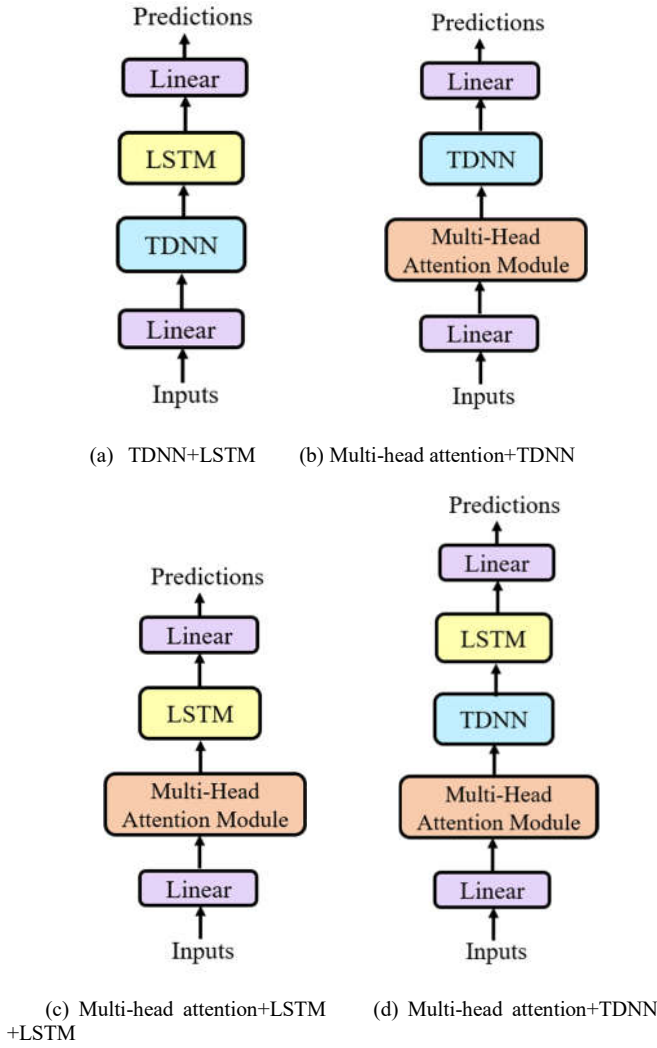 Predictions
Linear
LSTM
TDNN
Linear
Inputs
Predictions
Linear
TDNN
Multi-Head
Attention Module
Linear
Inputs
(a) TDNN+LSTM (b) Multi-head attention+TDNN
Predictions
Linear
LSTM
Multi-Head
Attention Module
Linear
Inputs
Predictions
Linear
LSTM
TDNN
Multi-Head
Attention Module
Linear
Inputs
(c) Multi-head attention+LSTM (d) Multi-head attention+TDNN
+LSTM